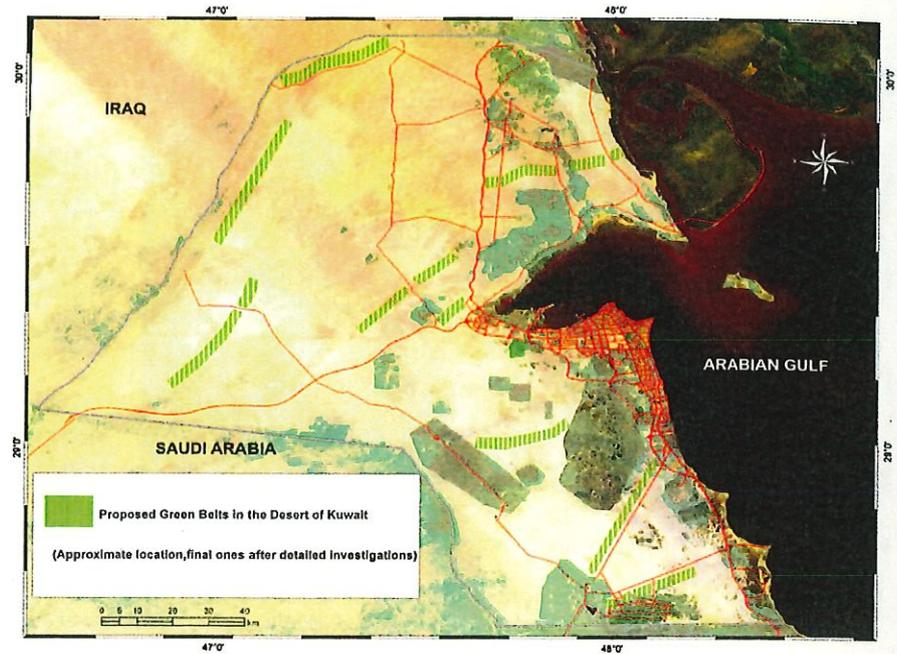 47°0' 48°0'
30°0'
30°0'
IRAQ
ARABIAN GULF
29°0'
29°0'
SAUDI ARABIA
Proposed Green Belts in the Desert of Kuwait
(Approximate location,final ones after detailed investigations)
0 5 10 20 30 40
km
47°0' 48°0'